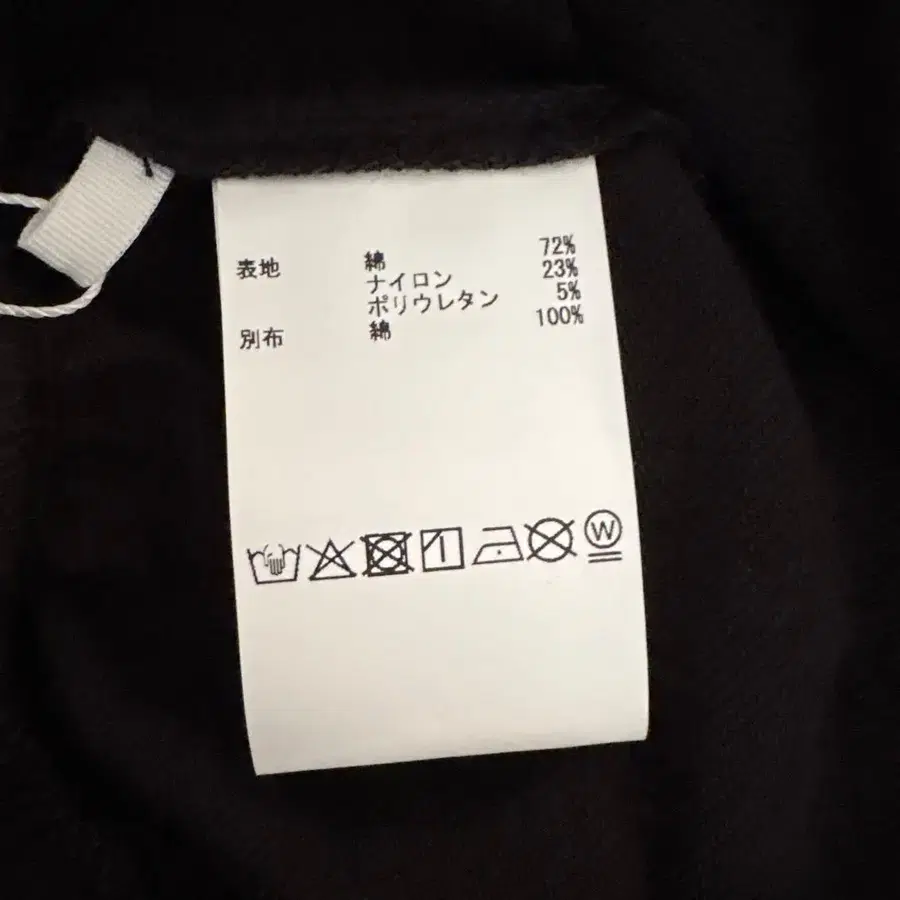 表地 綿 72%
ナイロン 23%
ポリウレタン 5%
別布 綿 100%
W